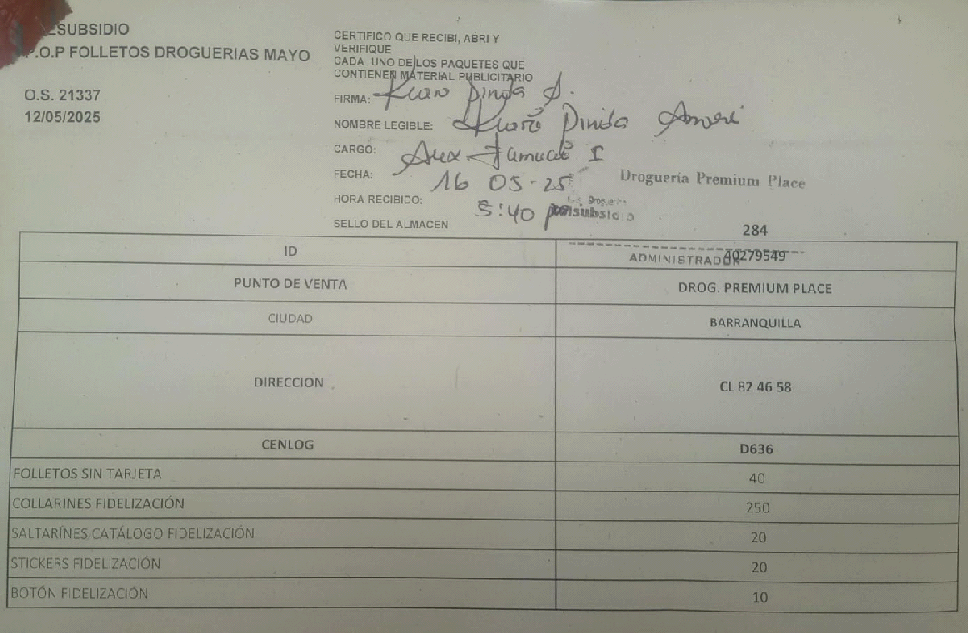 SUBSIDIO
P.O.P FOLLETOS DROGUERIAS MAYO
O.S. 21337
12/05/2025
CERTIFICO QUE RECIBI, ABRI Y
VERIFIQUE
CADA UNO DE LOS PAQUETES QUE
CONTIENEN MATERIAL PUBLICITARIO
FIRMA:
NOMBRE LEGIBLE:
CARGO:
FECHA: 16 05-25
HORA RECIBIDO: 5:40 pm
SELLO DEL ALMACEN
Droguería Premium Place
284
ADMINISTRADOR
ID 40279549
PUNTO DE VENTA DROG. PREMIUM PLACE
CIUDAD BARRANQUILLA
DIRECCION CL 82 46 58
CENLOG D636
FOLLETOS SIN TARJETA 40
COLLARINES FIDELIZACIÓN 250
SALTARÍNES CATÁLOGO FIDELIZACIÓN 20
STICKERS FIDELIZACIÓN 20
BOTÓN FIDELIZACIÓN 10